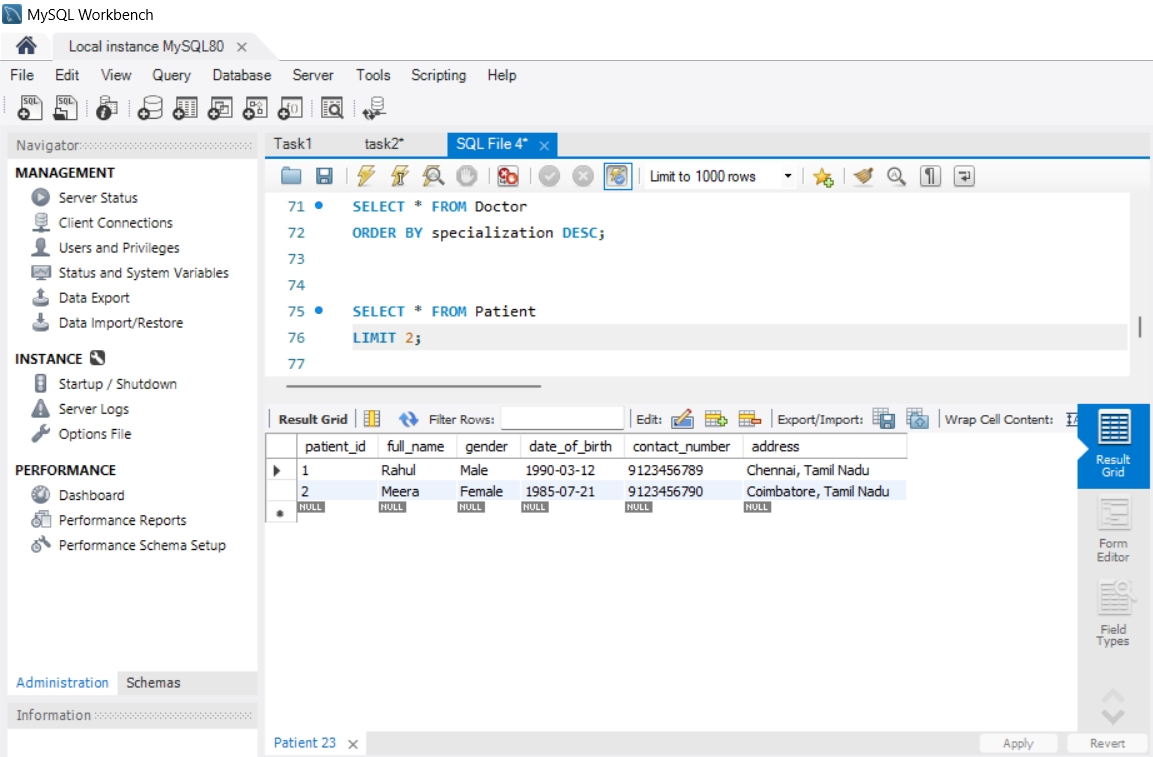 MySQL Workbench
Local instance MySQL80
File Edit View Query Database Server Tools Scripting Help
Navigator
MANAGEMENT
Server Status
Client Connections
Users and Privileges
Status and System Variables
Data Export
Data Import/Restore
INSTANCE
Startup / Shutdown
Server Logs
Options File
PERFORMANCE
Dashboard
Performance Reports
Performance Schema Setup
Administration Schemas
Information
Task1 task2* SQL File 4*
Limit to 1000 rows
71 SELECT * FROM Doctor
72 ORDER BY specialization DESC;
73
74
75 SELECT * FROM Patient
76 LIMIT 2;
77
Result Grid Filter Rows: Edit: Export/Import: Wrap Cell Content:
patient_id full_name gender date_of_birth contact_number address
1 Rahul Male 1990-03-12 9123456789 Chennai, Tamil Nadu
2 Meera Female 1985-07-21 9123456790 Coimbatore, Tamil Nadu
NULL NULL NULL NULL NULL NULL
Result
Grid
Form
Editor
Field
Types
Patient 23
Apply Revert